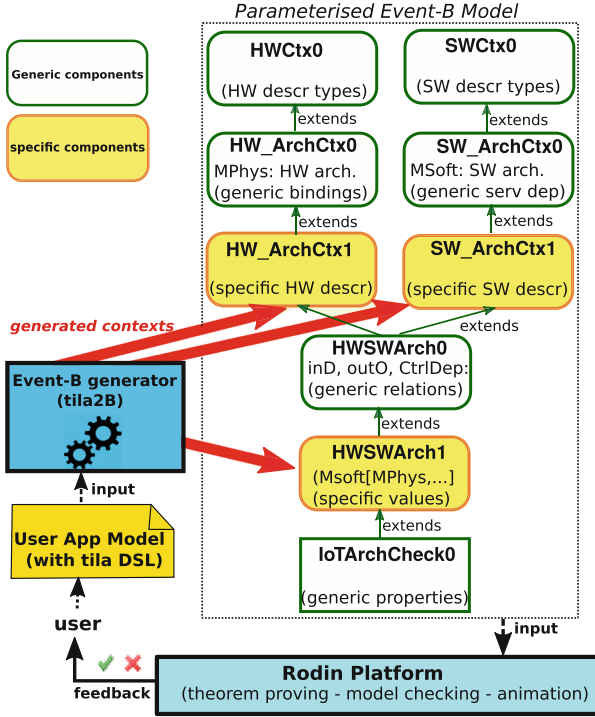 Parameterised Event-B Model
Generic components
specific components
HWCtx0
(HW descr types)
SWCtx0
(SW descr types)
extends
extends
HW_ArchCtx0
MPhys: HW arch.
(generic bindings)
SW_ArchCtx0
MSoft: SW arch.
(generic serv dep)
extends
extends
HW_ArchCtx1
(specific HW descr)
SW_ArchCtx1
(specific SW descr)
generated contexts
extends
HWSWArch0
inD, outO, CtrlDep:
(generic relations)
Event-B generator
(tila2B)
extends
HWSWArch1
(Msoft[MPhys,...]
(specific values)
input
extends
User App Model
(with tila DSL)
IoTArchCheck0
(generic properties)
user
input
feedback
Rodin Platform
(theorem proving - model checking - animation)